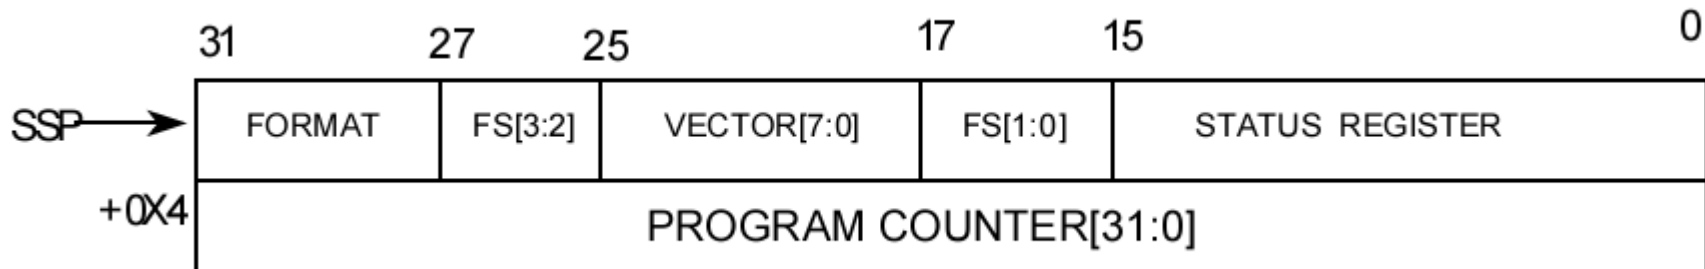 31 27 25 17 15 0
SSP FORMAT FS[3:2] VECTOR[7:0] FS[1:0] STATUS REGISTER
+0X4 PROGRAM COUNTER[31:0]